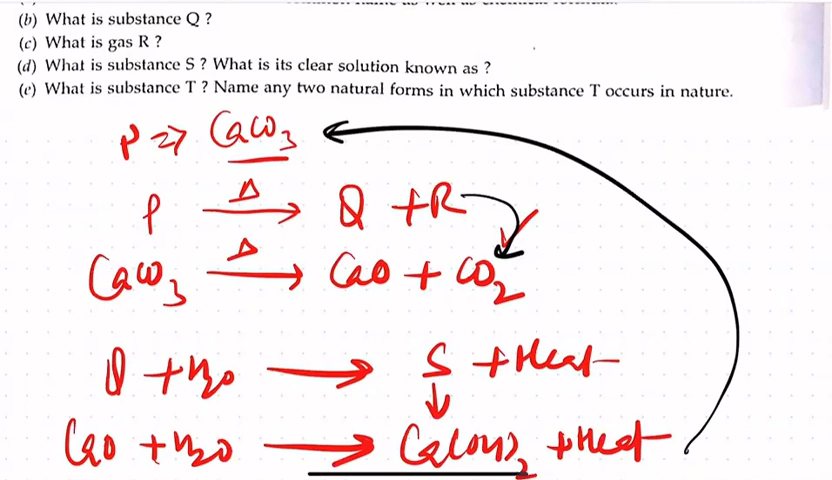 (b) What is substance Q ?
(c) What is gas R ?
(d) What is substance S ? What is its clear solution known as ?
(e) What is substance T ? Name any two natural forms in which substance T occurs in nature.
P => CaCO3
P —Δ→ Q + R
CaCO3 —Δ→ CaO + CO2
Q + H2O → S + Heat
↓
CaO + H2O → Ca(OH)2 + Heat